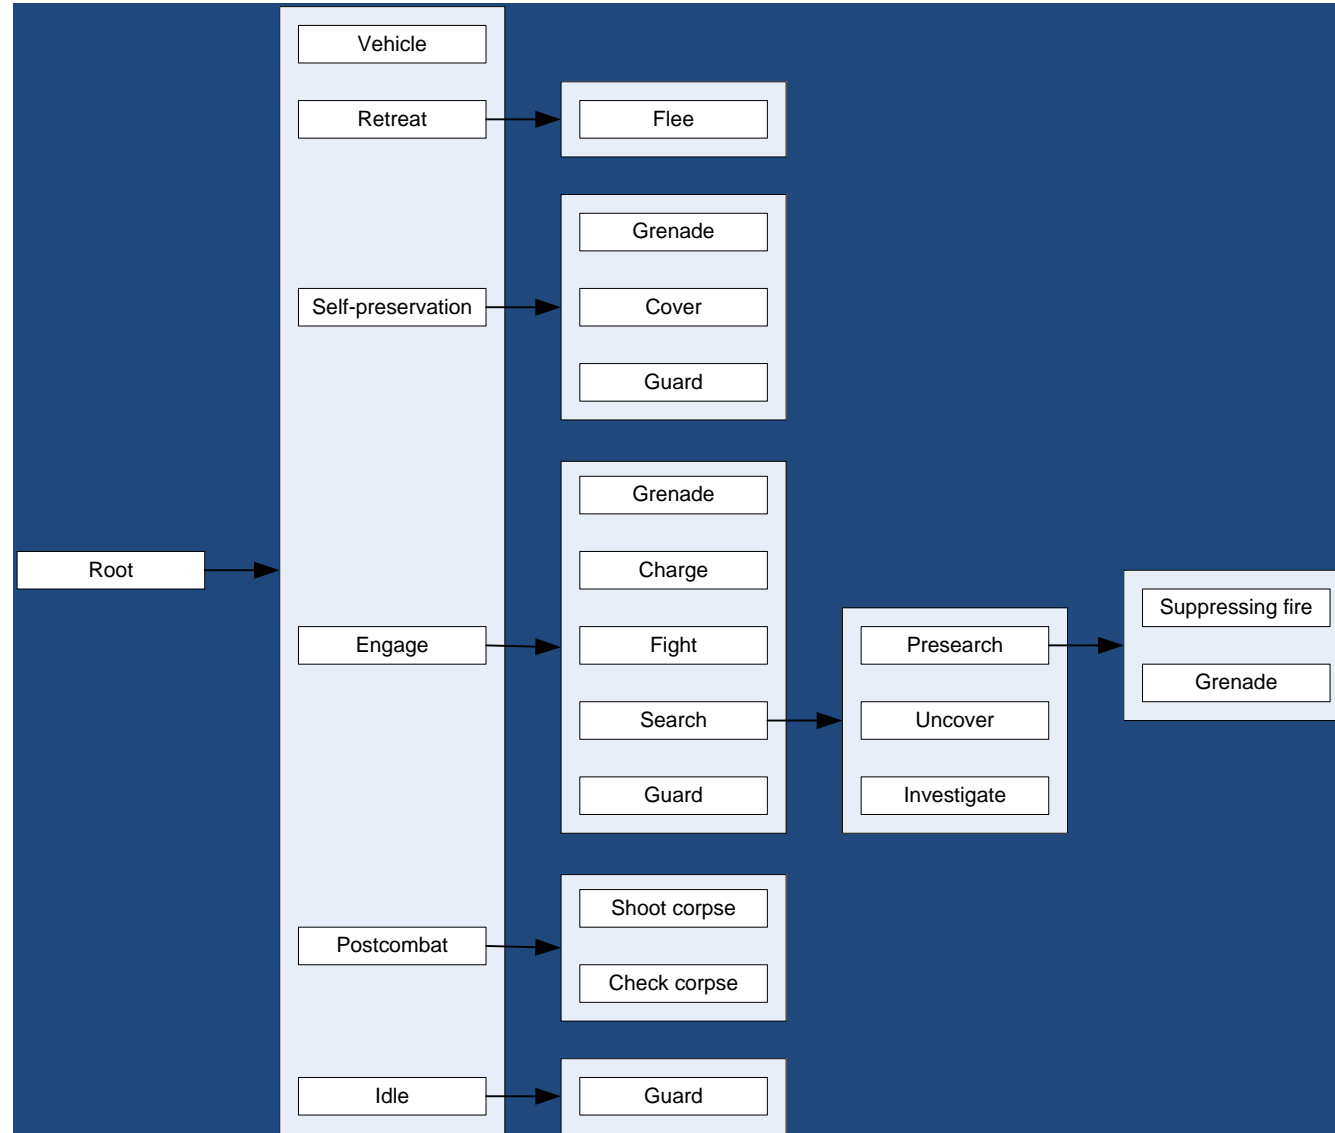 Vehicle
Retreat
Flee
Grenade
Self-preservation
Cover
Guard
Grenade
Root
Charge
Suppressing fire
Engage
Fight
Presearch
Grenade
Search
Uncover
Guard
Investigate
Shoot corpse
Postcombat
Check corpse
Idle
Guard